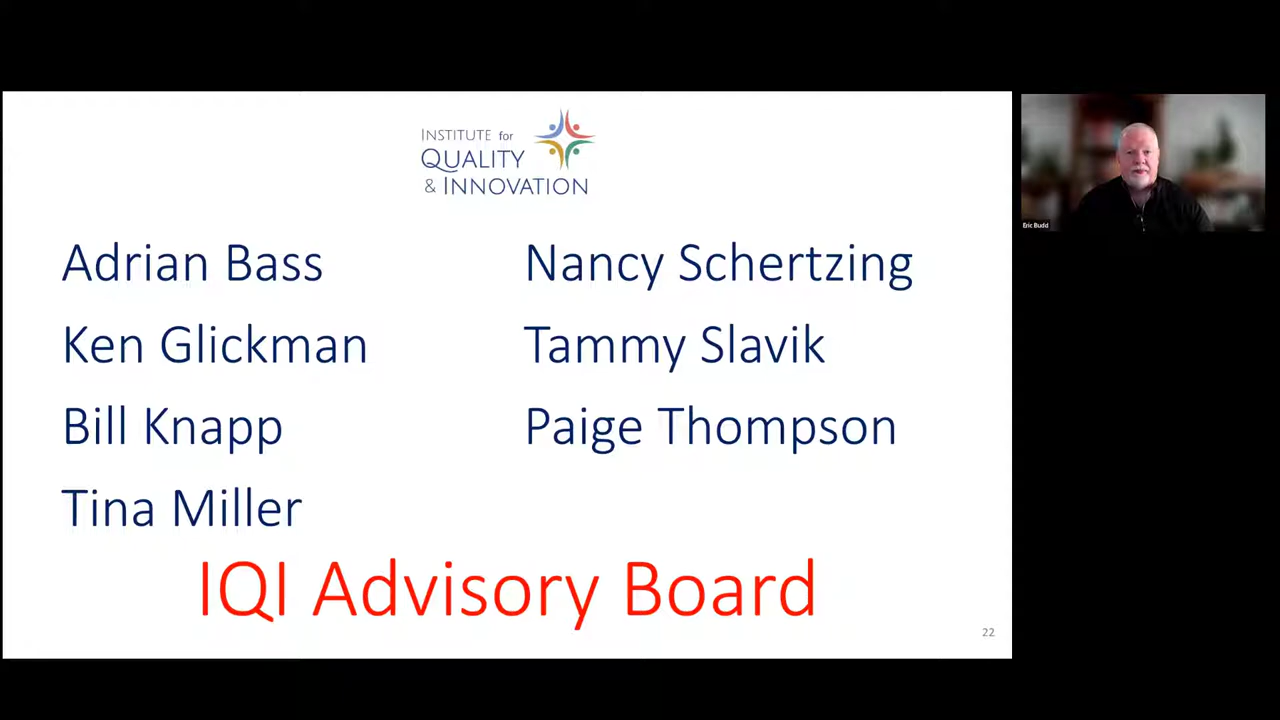 INSTITUTE for
QUALITY
& INNOVATION
Adrian Bass
Ken Glickman
Bill Knapp
Tina Miller
Nancy Schertzing
Tammy Slavik
Paige Thompson
IQI Advisory Board
22
Eric Budd